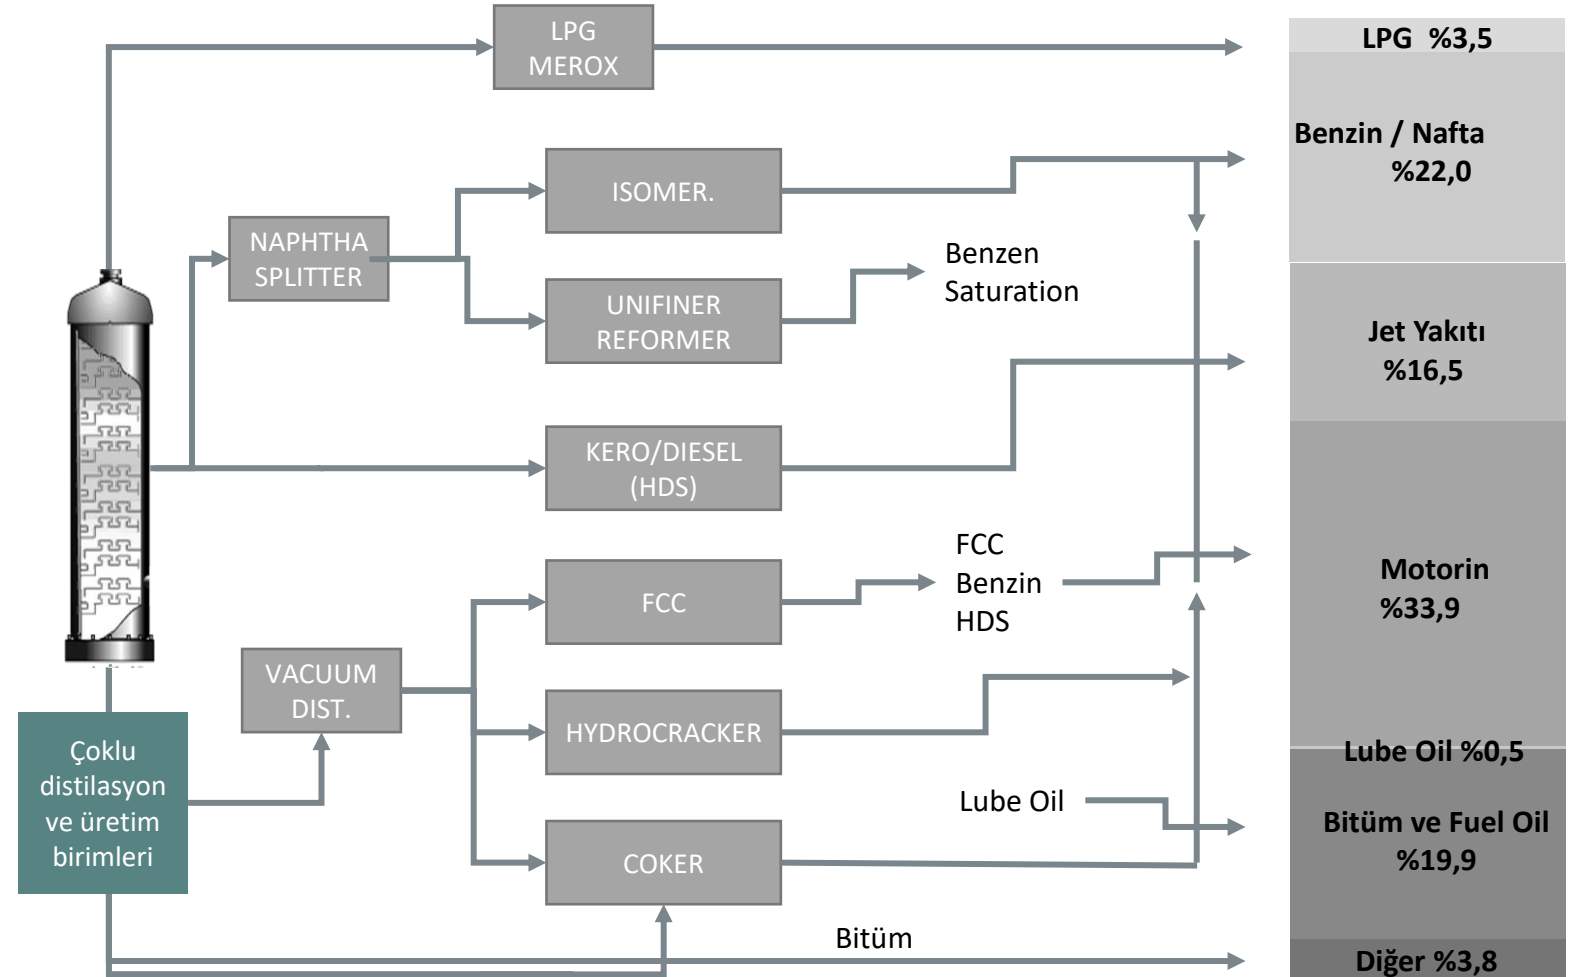 LPG
MEROX
LPG %3,5
Benzin / Nafta
%22,0
ISOMER.
NAPHTHA
SPLITTER
Benzen
Saturation
UNIFINER
REFORMER
Jet Yakıtı
%16,5
KERO/DIESEL
(HDS)
FCC
Benzin
HDS
FCC
Motorin
%33,9
VACUUM
DIST.
HYDROCRACKER
Çoklu
distilasyon
ve üretim
birimleri
Lube Oil %0,5
Lube Oil
Bitüm ve Fuel Oil
%19,9
COKER
Bitüm
Diğer %3,8